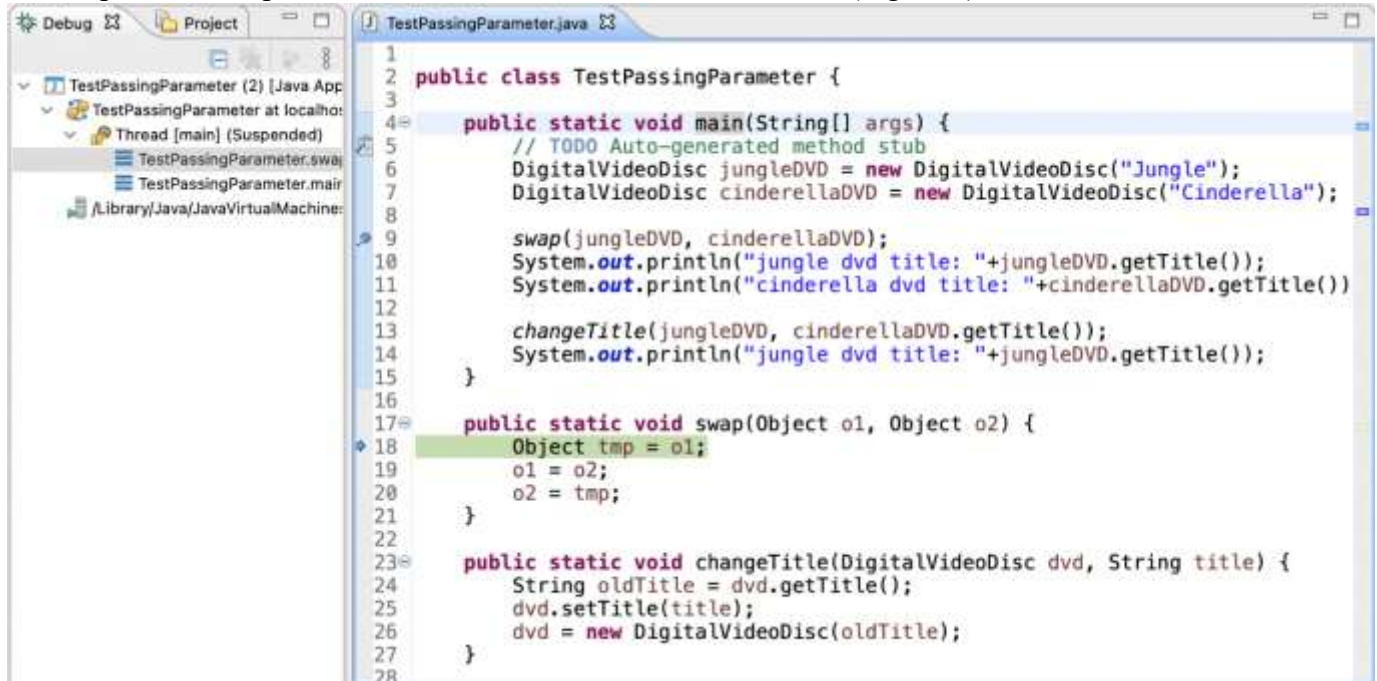 Debug Project
TestPassingParameter (2) [Java App
TestPassingParameter at localhos
Thread [main] (Suspended)
TestPassingParameter.swap
TestPassingParameter.main
/Library/Java/JavaVirtualMachines
TestPassingParameter.java
1
2 public class TestPassingParameter {
3
4 public static void main(String[] args) {
5 // TODO Auto-generated method stub
6 DigitalVideoDisc jungleDVD = new DigitalVideoDisc("Jungle");
7 DigitalVideoDisc cinderellaDVD = new DigitalVideoDisc("Cinderella");
8
9 swap(jungleDVD, cinderellaDVD);
10 System.out.println("jungle dvd title: "+jungleDVD.getTitle());
11 System.out.println("cinderella dvd title: "+cinderellaDVD.getTitle())
12
13 changeTitle(jungleDVD, cinderellaDVD.getTitle());
14 System.out.println("jungle dvd title: "+jungleDVD.getTitle());
15 }
16
17 public static void swap(Object o1, Object o2) {
18 Object tmp = o1;
19 o1 = o2;
20 o2 = tmp;
21 }
22
23 public static void changeTitle(DigitalVideoDisc dvd, String title) {
24 String oldTitle = dvd.getTitle();
25 dvd.setTitle(title);
26 dvd = new DigitalVideoDisc(oldTitle);
27 }
28